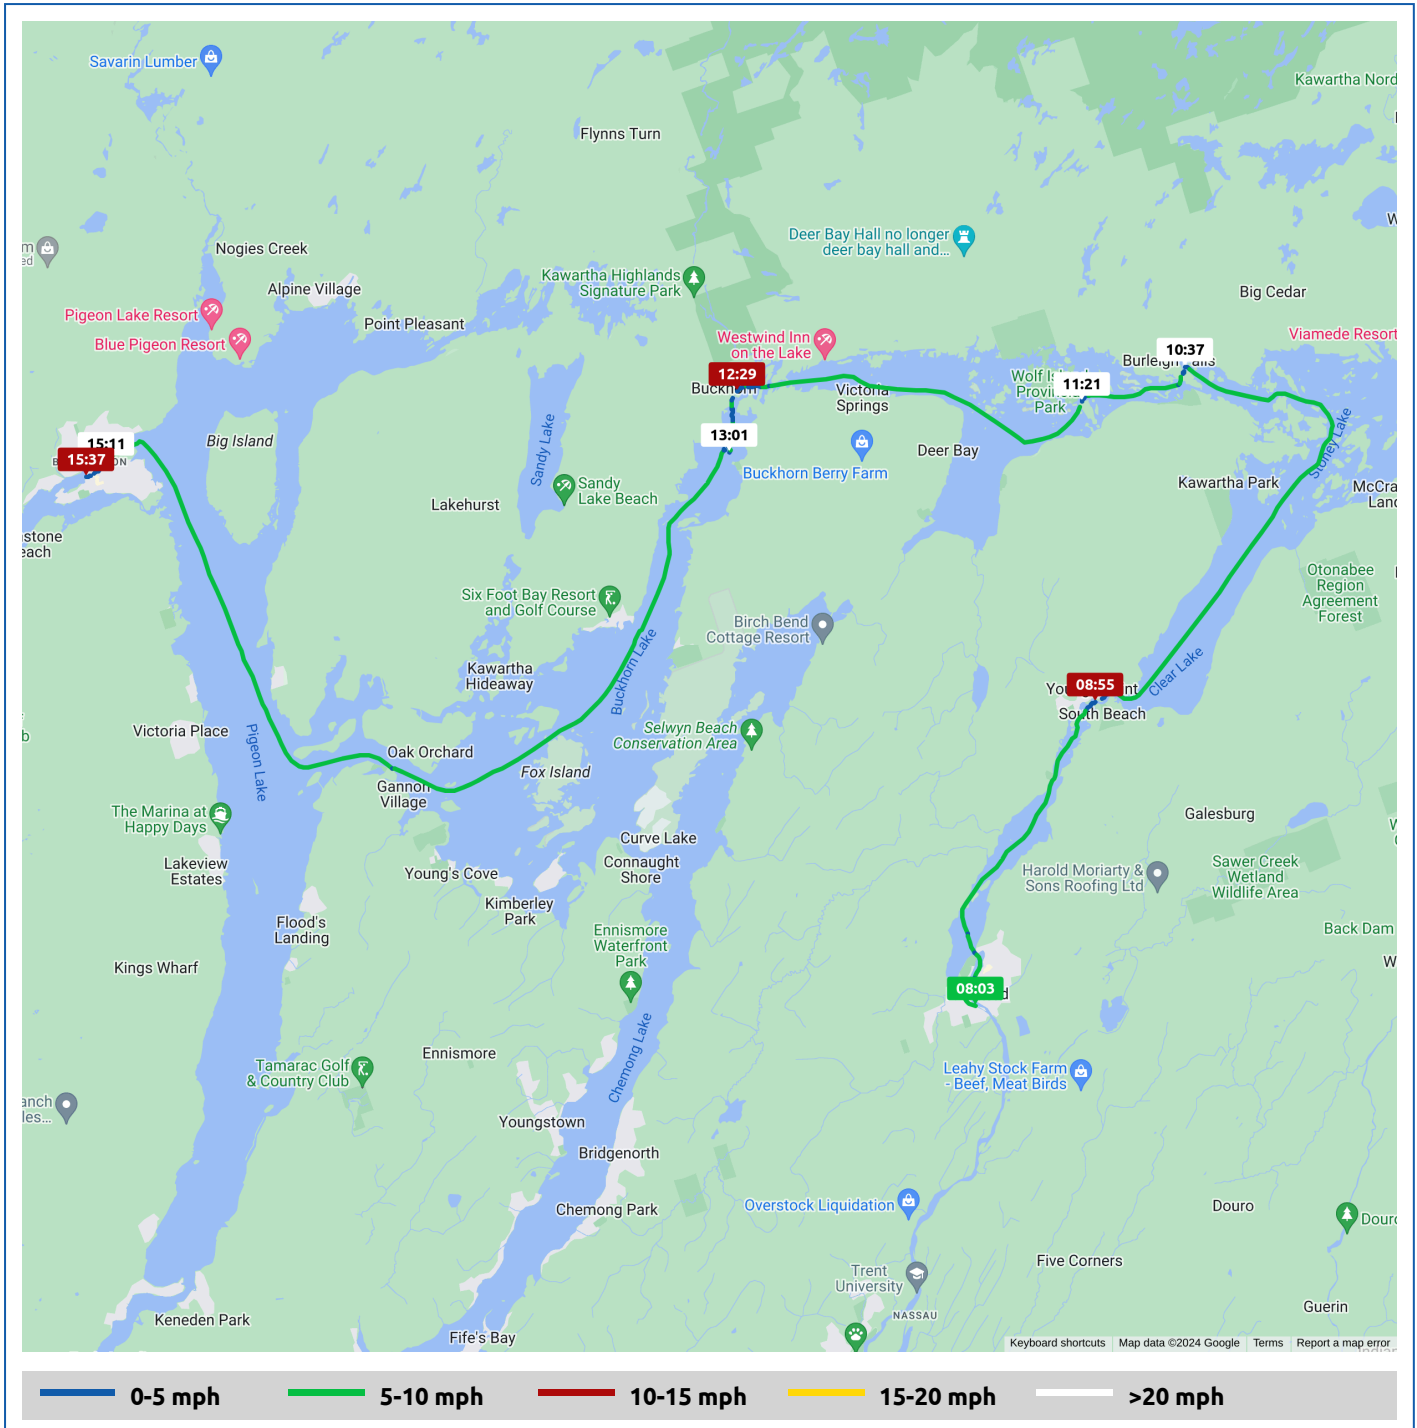 Savarin Lumber
Kawartha Nord
Flynns Turn
Deer Bay Hall no longer
deer bay hall and...
Nogies Creek
Kawartha Highlands
Signature Park
Alpine Village
Big Cedar
Pigeon Lake Resort
Point Pleasant
Blue Pigeon Resort
Westwind Inn
on the Lake
Viamede Resort
10:37
12:29
Wolf
Park
11:21
Victoria
Springs
13:01
15:11
15:37
Big Island
Sandy Lake
Sandy
Lake Beach
Buckhorn Berry Farm
Deer Bay
Stoney Lake
Kawartha Park
McCra
Land
Lakehurst
stone
each
Otonabee
Region
Agreement
Forest
Six Foot Bay Resort
and Golf Course
Birch Bend
Cottage Resort
Buckhorn Lake
Kawartha
Hideaway
Clear Lake
08:55
South Beach
Victoria Place
Pigeon Lake
Selwyn Beach
Conservation Area
Oak Orchard
Fox Island
Gannon
Village
The Marina at
Happy Days
Galesburg
Curve Lake
Connaught
Shore
Lakeview
Estates
Young's Cove
Harold Moriarty &
Sons Roofing Ltd
Sawer Creek
Wetland
Wildlife Area
Kimberley
Park
Flood's
Landing
Ennismore
Waterfront
Park
Back Dam
Kings Wharf
08:03
Chemong Lake
Ennismore
Tamarac Golf
& Country Club
Leahy Stock Farm
- Beef, Meat Birds
anch
les...
Youngstown
Bridgenorth
Chemong Park
Overstock Liquidation
Douro
Douro
Five Corners
Trent
University
NASSAU
Guerin
Keneden Park
Fife's Bay
Keyboard shortcuts Map data ©2024 Google Terms Report a map error
0-5 mph 5-10 mph 10-15 mph 15-20 mph >20 mph